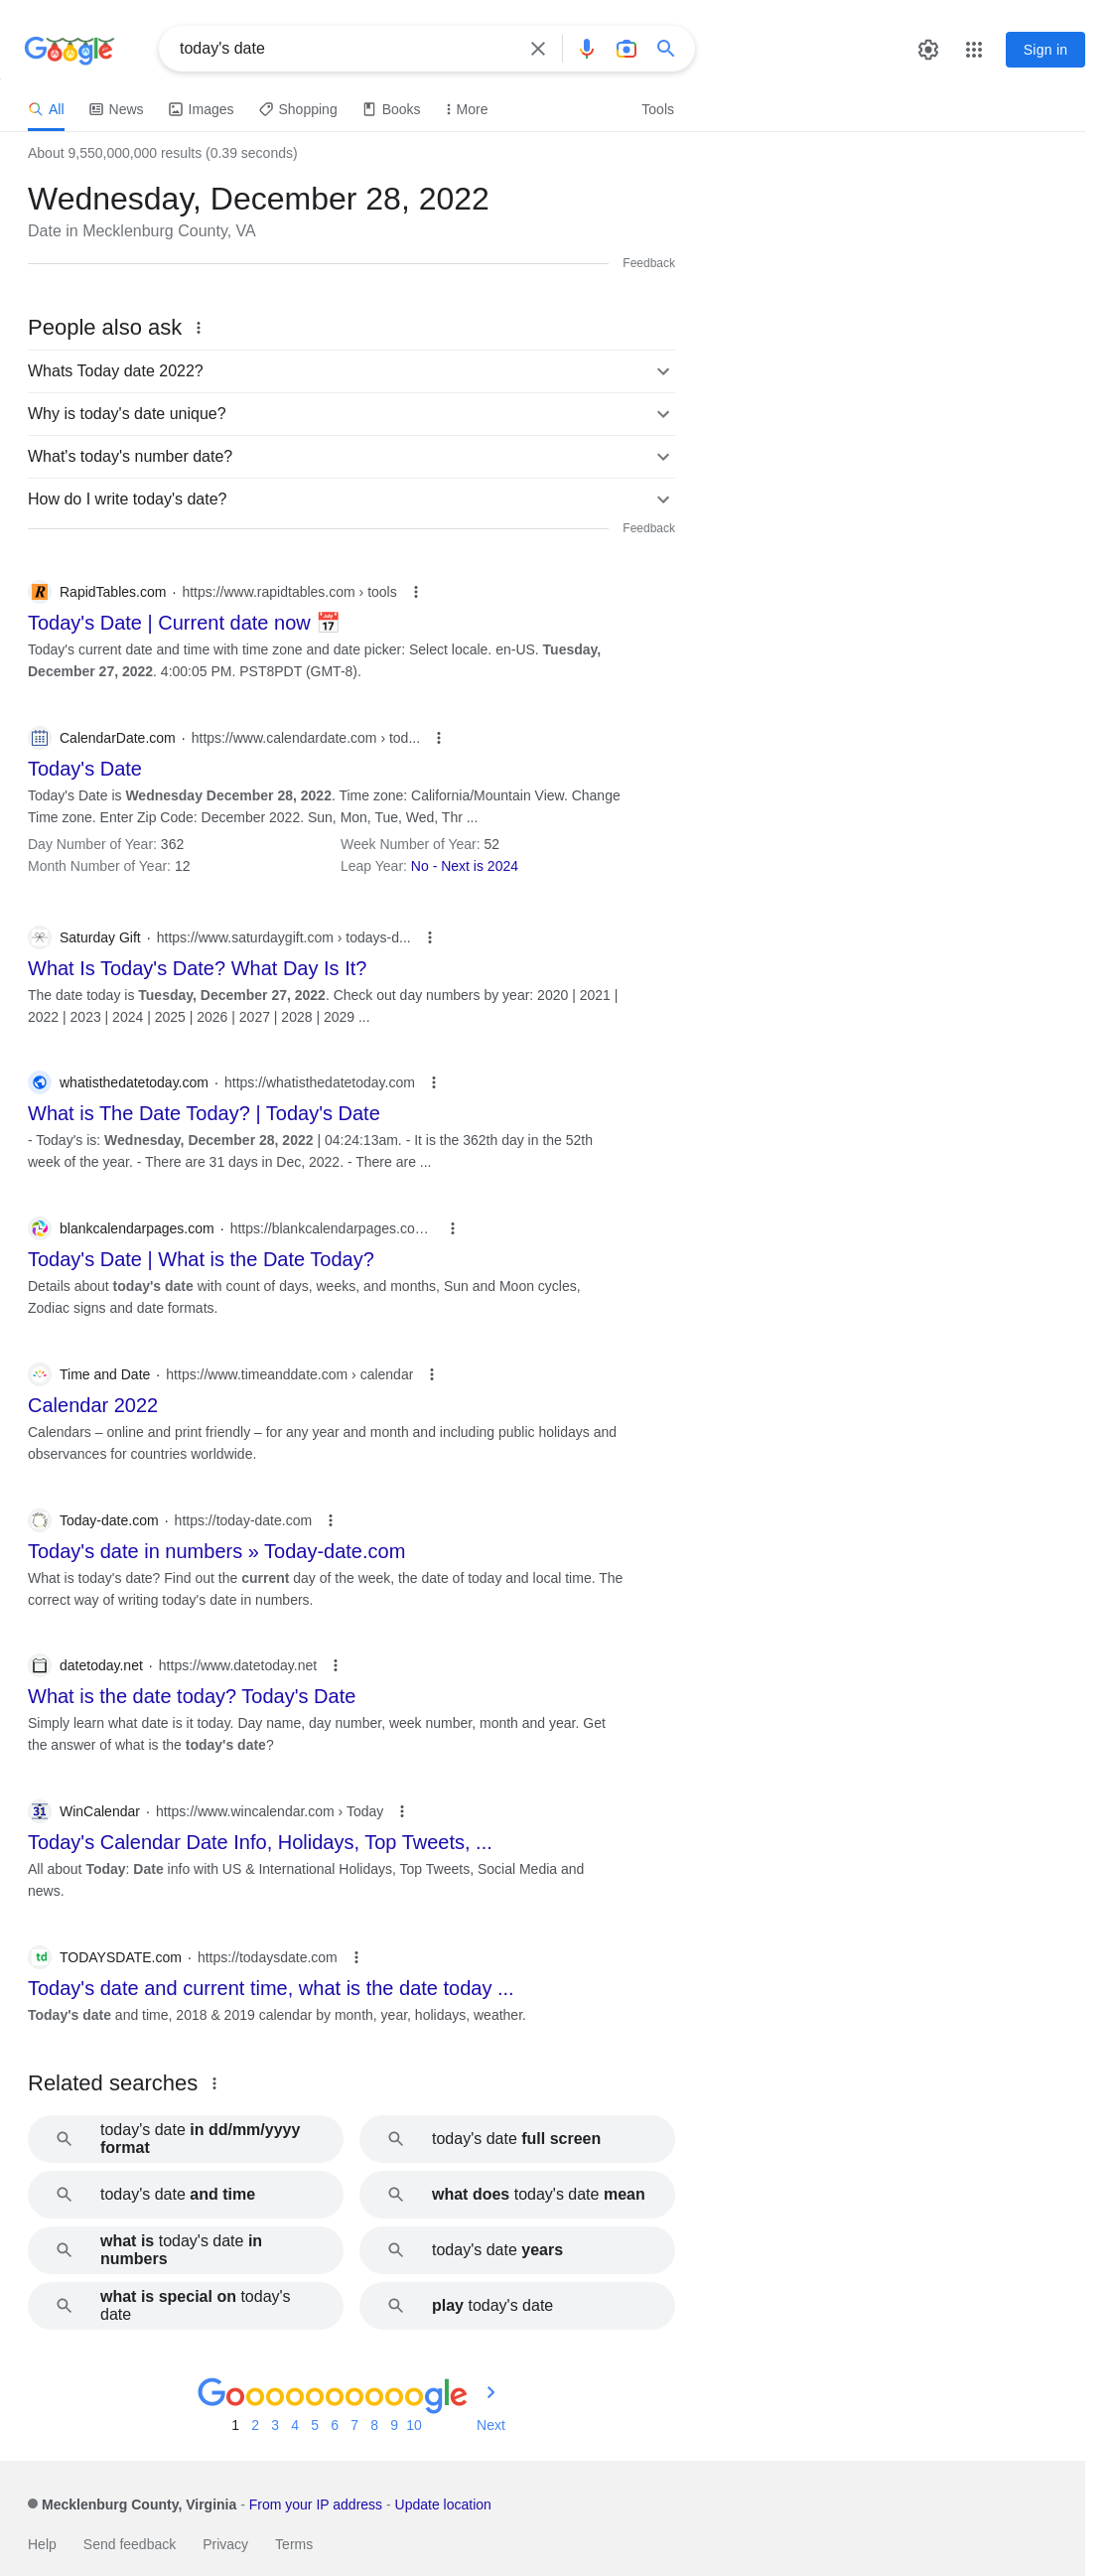 Google
today's date
Sign in
All
News
Images
Shopping
Books
More
Tools
About 9,550,000,000 results (0.39 seconds)
Wednesday, December 28, 2022
Date in Mecklenburg County, VA
Feedback
People also ask
Whats Today date 2022?
Why is today's date unique?
What's today's number date?
How do I write today's date?
Feedback
RapidTables.com · https://www.rapidtables.com › tools
Today's Date | Current date now 📅
Today's current date and time with time zone and date picker: Select locale. en-US. Tuesday,
December 27, 2022. 4:00:05 PM. PST8PDT (GMT-8).
CalendarDate.com · https://www.calendardate.com › tod...
Today's Date
Today's Date is Wednesday December 28, 2022. Time zone: California/Mountain View. Change
Time zone. Enter Zip Code: December 2022. Sun, Mon, Tue, Wed, Thr ...
Day Number of Year: 362 Week Number of Year: 52
Month Number of Year: 12 Leap Year: No - Next is 2024
Saturday Gift · https://www.saturdaygift.com › todays-d...
What Is Today's Date? What Day Is It?
The date today is Tuesday, December 27, 2022. Check out day numbers by year: 2020 | 2021 |
2022 | 2023 | 2024 | 2025 | 2026 | 2027 | 2028 | 2029 ...
whatisthedatetoday.com · https://whatisthedatetoday.com
What is The Date Today? | Today's Date
- Today's is: Wednesday, December 28, 2022 | 04:24:13am. - It is the 362th day in the 52th
week of the year. - There are 31 days in Dec, 2022. - There are ...
blankcalendarpages.com · https://blankcalendarpages.co…
Today's Date | What is the Date Today?
Details about today's date with count of days, weeks, and months, Sun and Moon cycles,
Zodiac signs and date formats.
Time and Date · https://www.timeanddate.com › calendar
Calendar 2022
Calendars – online and print friendly – for any year and month and including public holidays and
observances for countries worldwide.
Today-date.com · https://today-date.com
Today's date in numbers » Today-date.com
What is today's date? Find out the current day of the week, the date of today and local time. The
correct way of writing today's date in numbers.
datetoday.net · https://www.datetoday.net
What is the date today? Today's Date
Simply learn what date is it today. Day name, day number, week number, month and year. Get
the answer of what is the today's date?
31 WinCalendar · https://www.wincalendar.com › Today
Today's Calendar Date Info, Holidays, Top Tweets, ...
All about Today: Date info with US & International Holidays, Top Tweets, Social Media and
news.
td TODAYSDATE.com · https://todaysdate.com
Today's date and current time, what is the date today ...
Today's date and time, 2018 & 2019 calendar by month, year, holidays, weather.
Related searches
today's date in dd/mm/yyyy
format
today's date full screen
today's date and time
what does today's date mean
what is today's date in
numbers
today's date years
what is special on today's
date
play today's date
Goooooooooogle
1 2 3 4 5 6 7 8 9 10 Next
Mecklenburg County, Virginia - From your IP address - Update location
Help Send feedback Privacy Terms